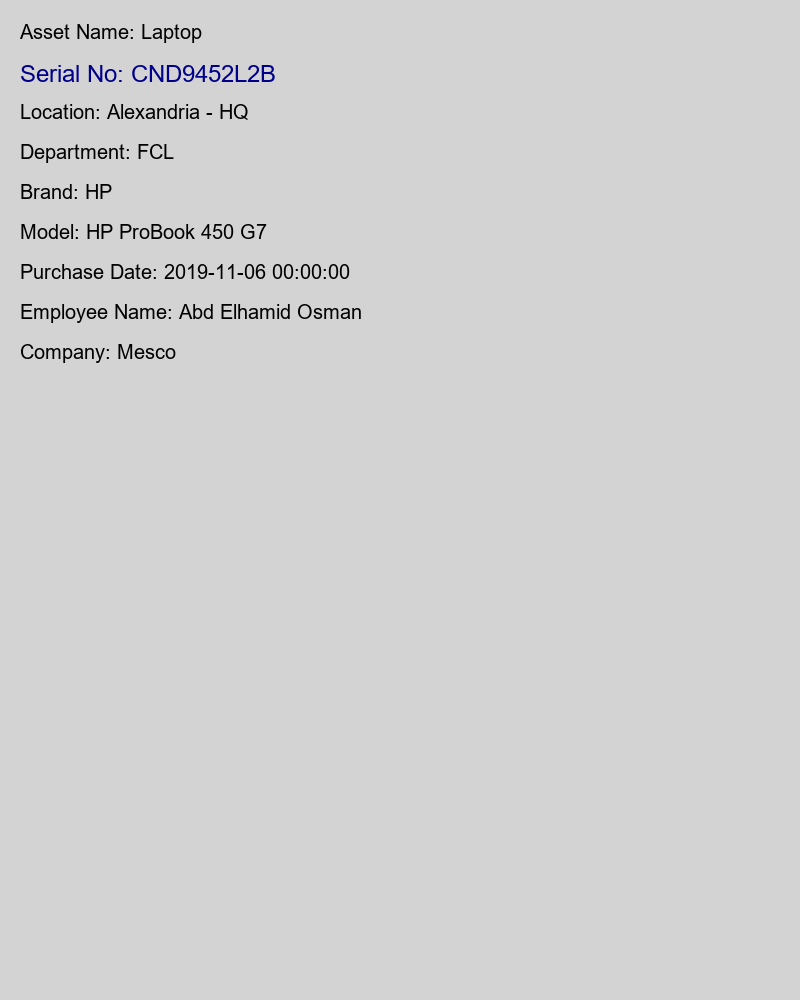 Asset Name: Laptop
Serial No: CND9452L2B
Location: Alexandria - HQ
Department: FCL
Brand: HP
Model: HP ProBook 450 G7
Purchase Date: 2019-11-06 00:00:00
Employee Name: Abd Elhamid Osman
Company: Mesco